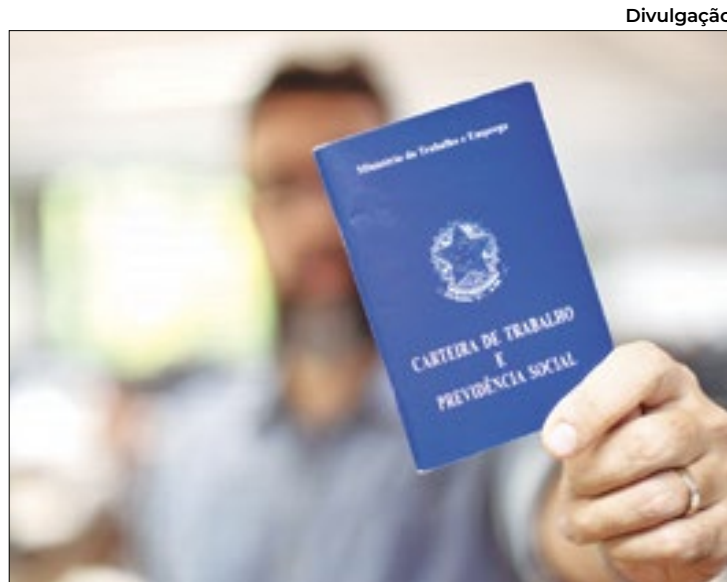 Divulgação
Ministério do Trabalho e Emprego
CARTEIRA DE TRABALHO
E
PREVIDÊNCIA SOCIAL